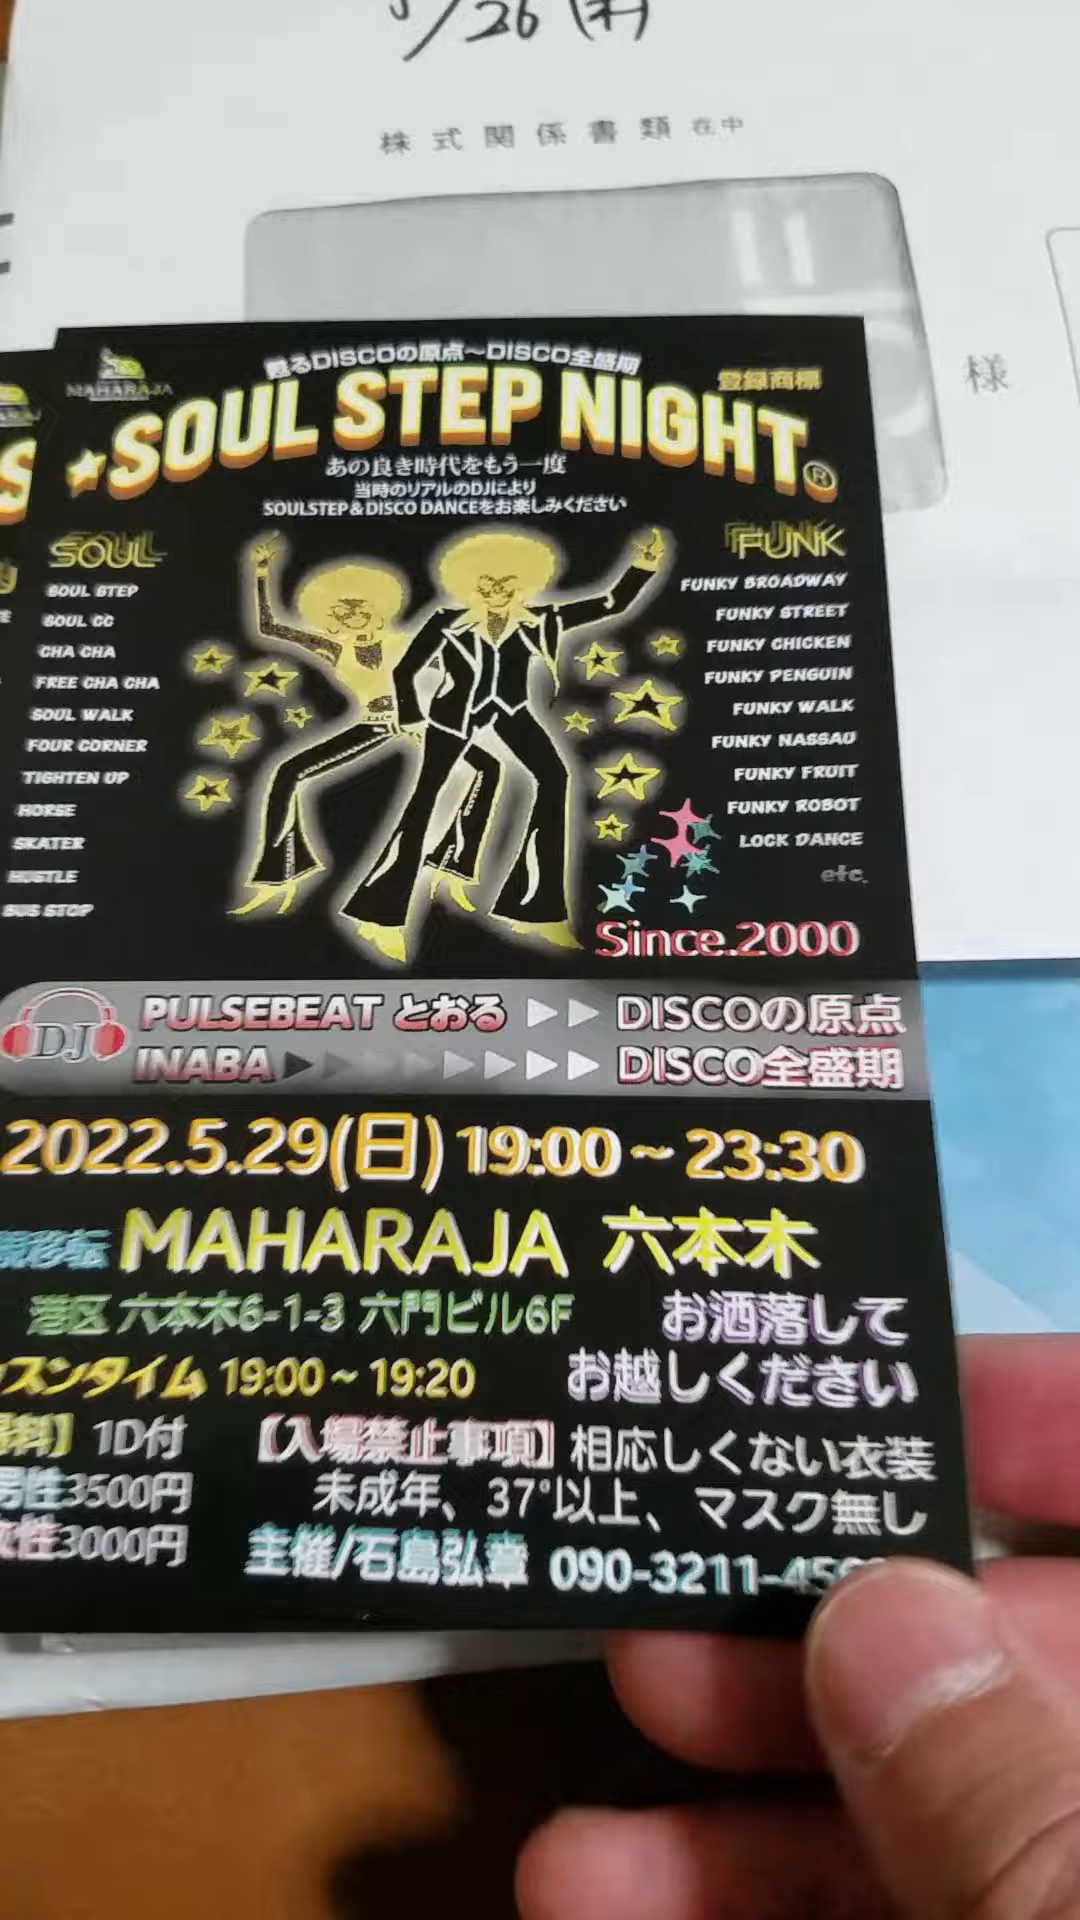 /26(木)
株式関係書類在中
様
MAHARAJA
甦るDISCOの原点～DISCO全盛期
登録商標
★SOUL STEP NIGHT®
あの良き時代をもう一度
当時のリアルのDJにより
SOULSTEP&DISCO DANCEをお楽しみください
SOUL
SOUL STEP
SOUL CC
CHA CHA
FREE CHA CHA
SOUL WALK
FOUR CORNER
TIGHTEN UP
HORSE
SKATER
HUSTLE
BUS STOP
FUNK
FUNKY BROADWAY
FUNKY STREET
FUNKY CHICKEN
FUNKY PENGUIN
FUNKY WALK
FUNKY NASSAU
FUNKY FRUIT
FUNKY ROBOT
LOCK DANCE
etc.
Since.2000
DJ
PULSEBEAT とおる ▶▶ DISCOの原点
INABA ▶▶▶▶▶▶▶▶ DISCO全盛期
2022.5.29(日) 19:00～23:30
MAHARAJA 六本木
港区 六本木6-1-3 六門ビル6F
お洒落して
お越しください
スンタイム 19:00～19:20
料】 1D付
男性3500円
女性3000円
【入場禁止事項】相応しくない衣装
未成年、37°以上、マスク無し
主催/石島弘章 090-3211-45